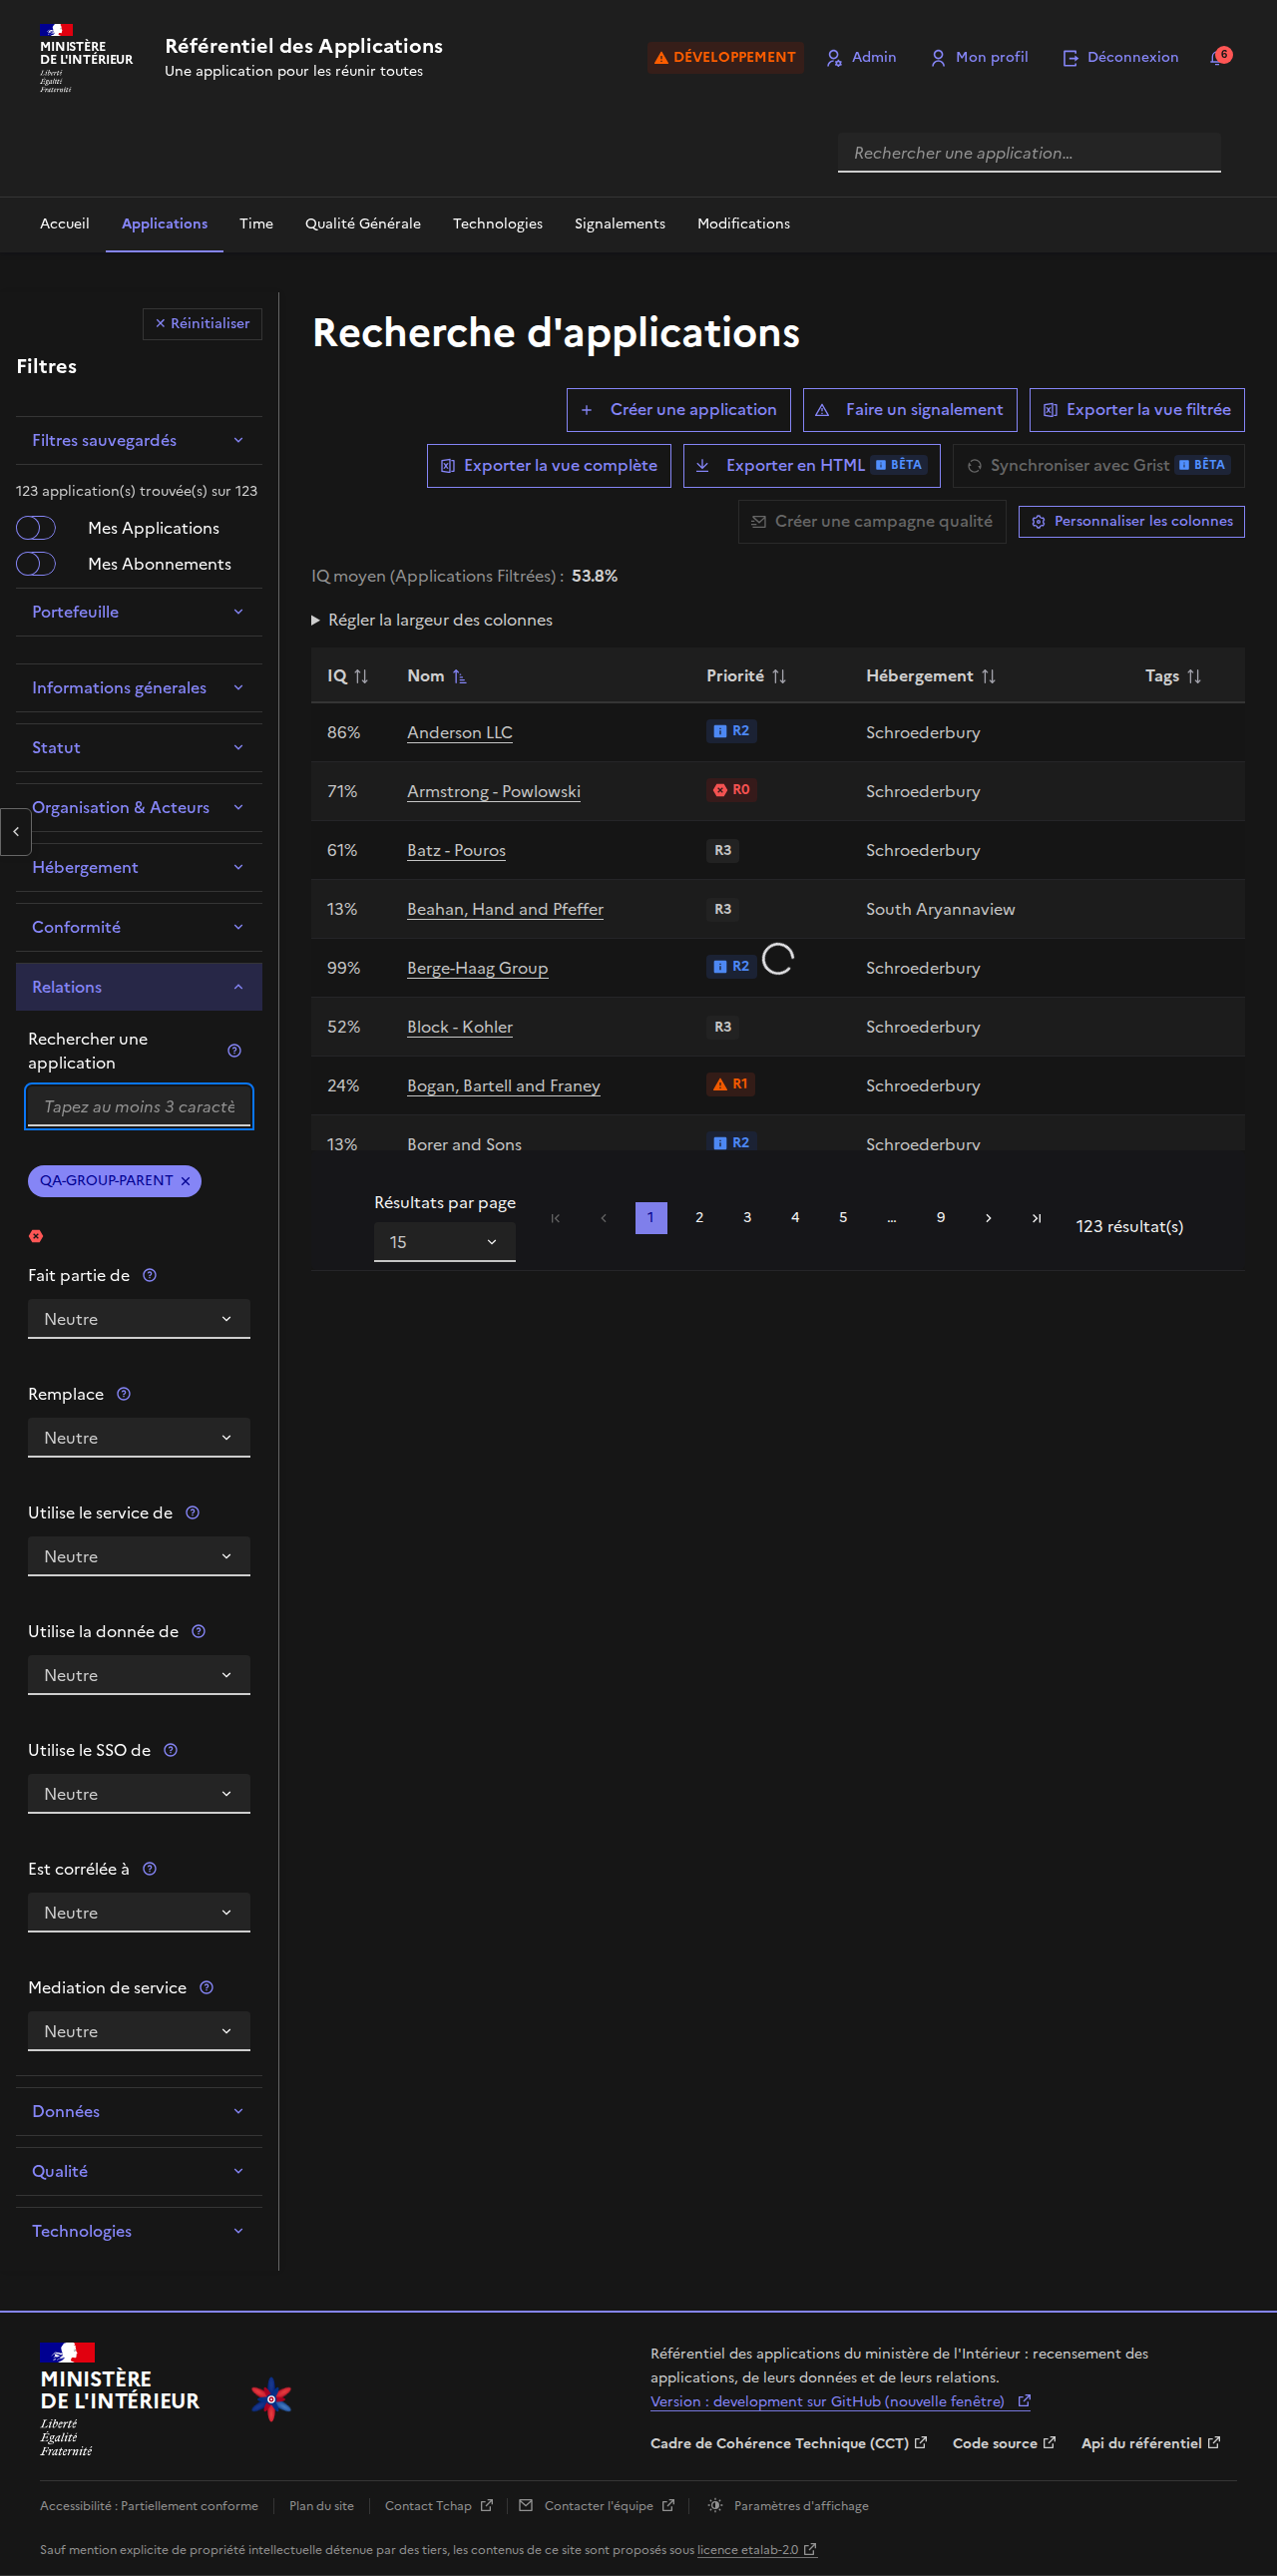 MINISTÈRE
DE L'INTÉRIEUR
Liberté
Égalité
Fraternité
Référentiel des Applications
Une application pour les réunir toutes
DÉVELOPPEMENT
Admin
Mon profil
Déconnexion
6
Rechercher une application...
Accueil
Applications
Time
Qualité Générale
Technologies
Signalements
Modifications
Réinitialiser
Filtres
Filtres sauvegardés
123 application(s) trouvée(s) sur 123
Mes Applications
Mes Abonnements
Portefeuille
Informations génerales
Statut
Organisation & Acteurs
Hébergement
Conformité
Relations
Rechercher une
application
Tapez au moins 3 caractè
QA-GROUP-PARENT
Fait partie de
Neutre
Remplace
Neutre
Utilise le service de
Neutre
Utilise la donnée de
Neutre
Utilise le SSO de
Neutre
Est corrélée à
Neutre
Mediation de service
Neutre
Données
Qualité
Technologies
Recherche d'applications
Créer une application
Faire un signalement
Exporter la vue filtrée
Exporter la vue complète
Exporter en HTML BÊTA
Synchroniser avec Grist BÊTA
Créer une campagne qualité
Personnaliser les colonnes
IQ moyen (Applications Filtrées) : 53.8%
Régler la largeur des colonnes
IQ Nom Priorité Hébergement Tags
86% Anderson LLC R2 Schroederbury
71% Armstrong - Powlowski R0 Schroederbury
61% Batz - Pouros R3 Schroederbury
13% Beahan, Hand and Pfeffer R3 South Aryannaview
99% Berge-Haag Group R2 Schroederbury
52% Block - Kohler R3 Schroederbury
24% Bogan, Bartell and Franey R1 Schroederbury
13% Borer and Sons R2 Schroederbury
Résultats par page
15
1 2 3 4 5 ... 9
123 résultat(s)
MINISTÈRE
DE L'INTÉRIEUR
Liberté
Égalité
Fraternité
Référentiel des applications du ministère de l'Intérieur : recensement des
applications, de leurs données et de leurs relations.
Version : development sur GitHub (nouvelle fenêtre)
Cadre de Cohérence Technique (CCT)
Code source
Api du référentiel
Accessibilité : Partiellement conforme
Plan du site
Contact Tchap
Contacter l'équipe
Paramètres d'affichage
Sauf mention explicite de propriété intellectuelle détenue par des tiers, les contenus de ce site sont proposés sous licence etalab-2.0